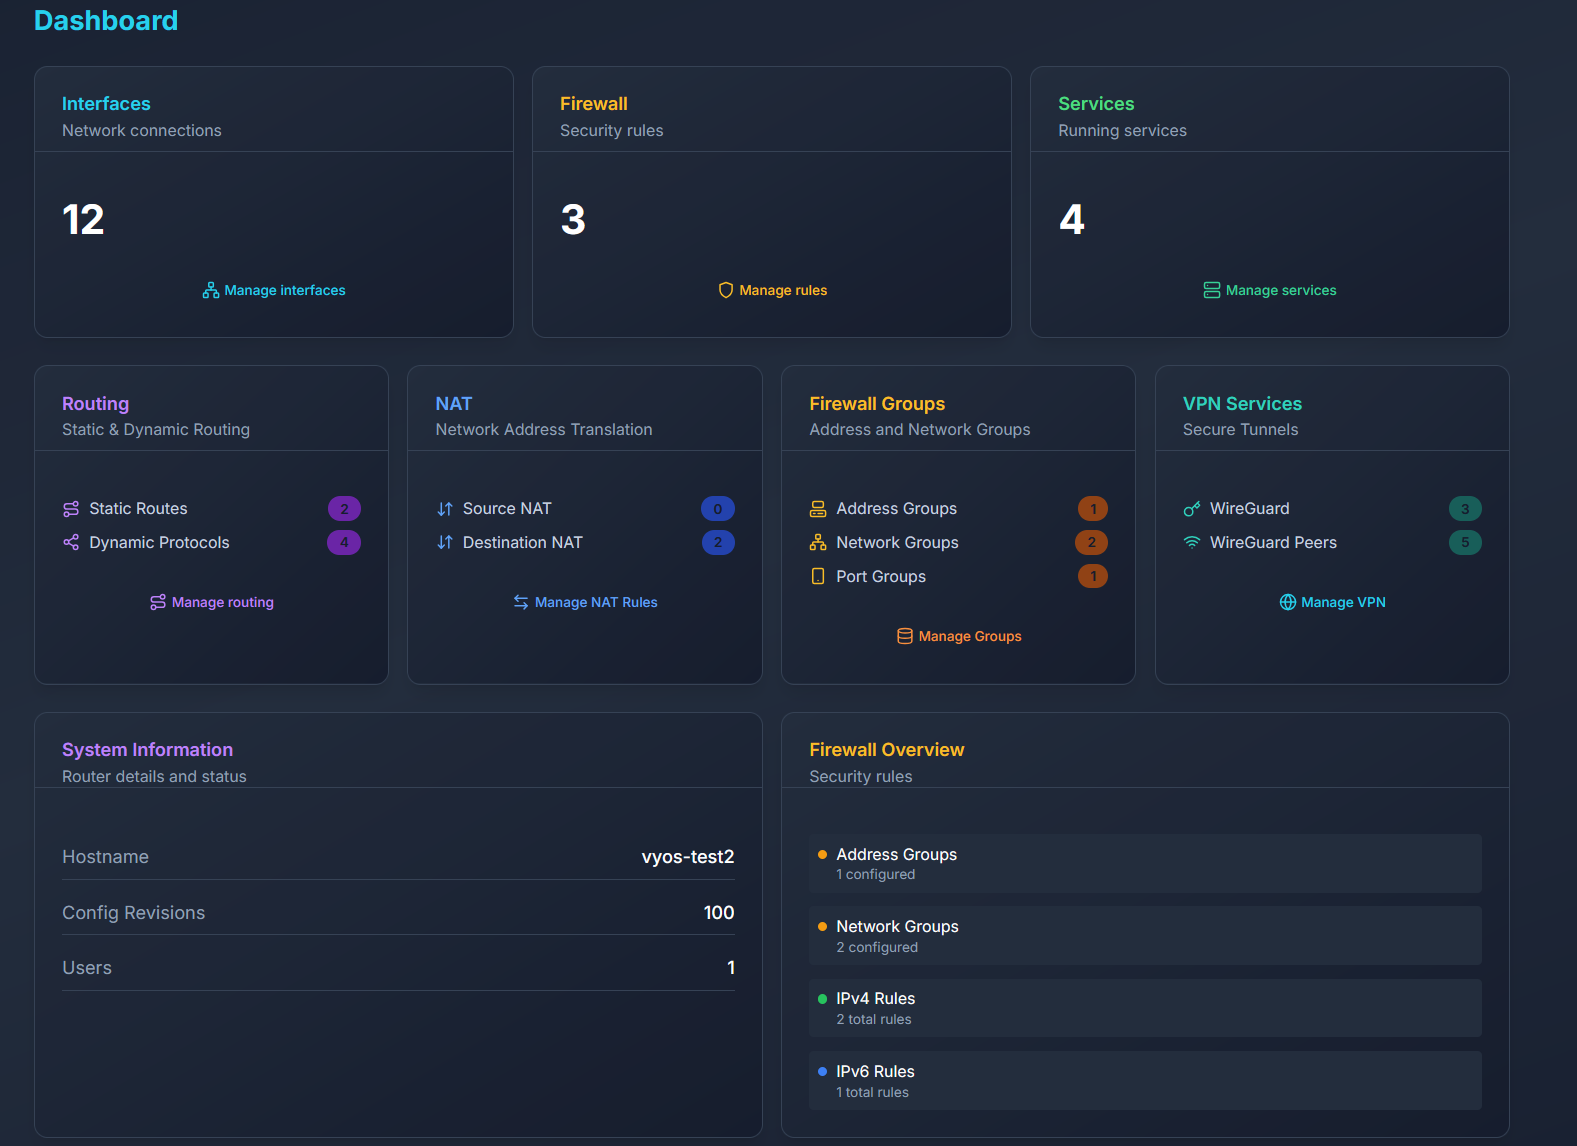 Dashboard
Interfaces
Network connections
12
Manage interfaces
Firewall
Security rules
3
Manage rules
Services
Running services
4
Manage services
Routing
Static & Dynamic Routing
Static Routes 2
Dynamic Protocols 4
Manage routing
NAT
Network Address Translation
Source NAT 0
Destination NAT 2
Manage NAT Rules
Firewall Groups
Address and Network Groups
Address Groups 1
Network Groups 2
Port Groups 1
Manage Groups
VPN Services
Secure Tunnels
WireGuard 3
WireGuard Peers 5
Manage VPN
System Information
Router details and status
Hostname vyos-test2
Config Revisions 100
Users 1
Firewall Overview
Security rules
Address Groups
1 configured
Network Groups
2 configured
IPv4 Rules
2 total rules
IPv6 Rules
1 total rules